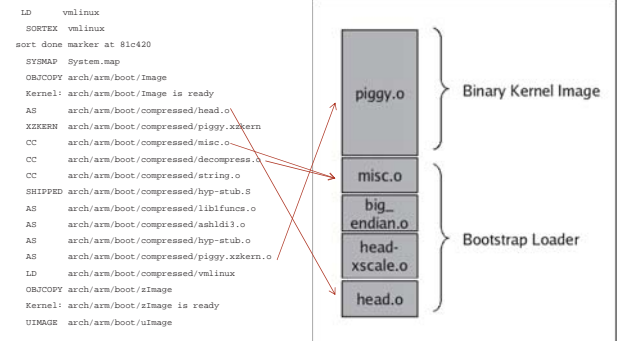 LD vmlinux
SORTEX vmlinux
sort done marker at 81c420
SYSMAP System.map
OBJCOPY arch/arm/boot/Image
Kernel: arch/arm/boot/Image is ready
AS arch/arm/boot/compressed/head.o
XZKERN arch/arm/boot/compressed/piggy.xzkern
CC arch/arm/boot/compressed/misc.o
CC arch/arm/boot/compressed/decompress.o
CC arch/arm/boot/compressed/string.o
SHIPPED arch/arm/boot/compressed/hyp-stub.S
AS arch/arm/boot/compressed/lib1funcs.o
AS arch/arm/boot/compressed/ashldi3.o
AS arch/arm/boot/compressed/hyp-stub.o
AS arch/arm/boot/compressed/piggy.xzkern.o
LD arch/arm/boot/compressed/vmlinux
OBJCOPY arch/arm/boot/zImage
Kernel: arch/arm/boot/zImage is ready
UIMAGE arch/arm/boot/uImage
piggy.o
Binary Kernel Image
misc.o
big_
endian.o
Bootstrap Loader
head-
xscale.o
head.o